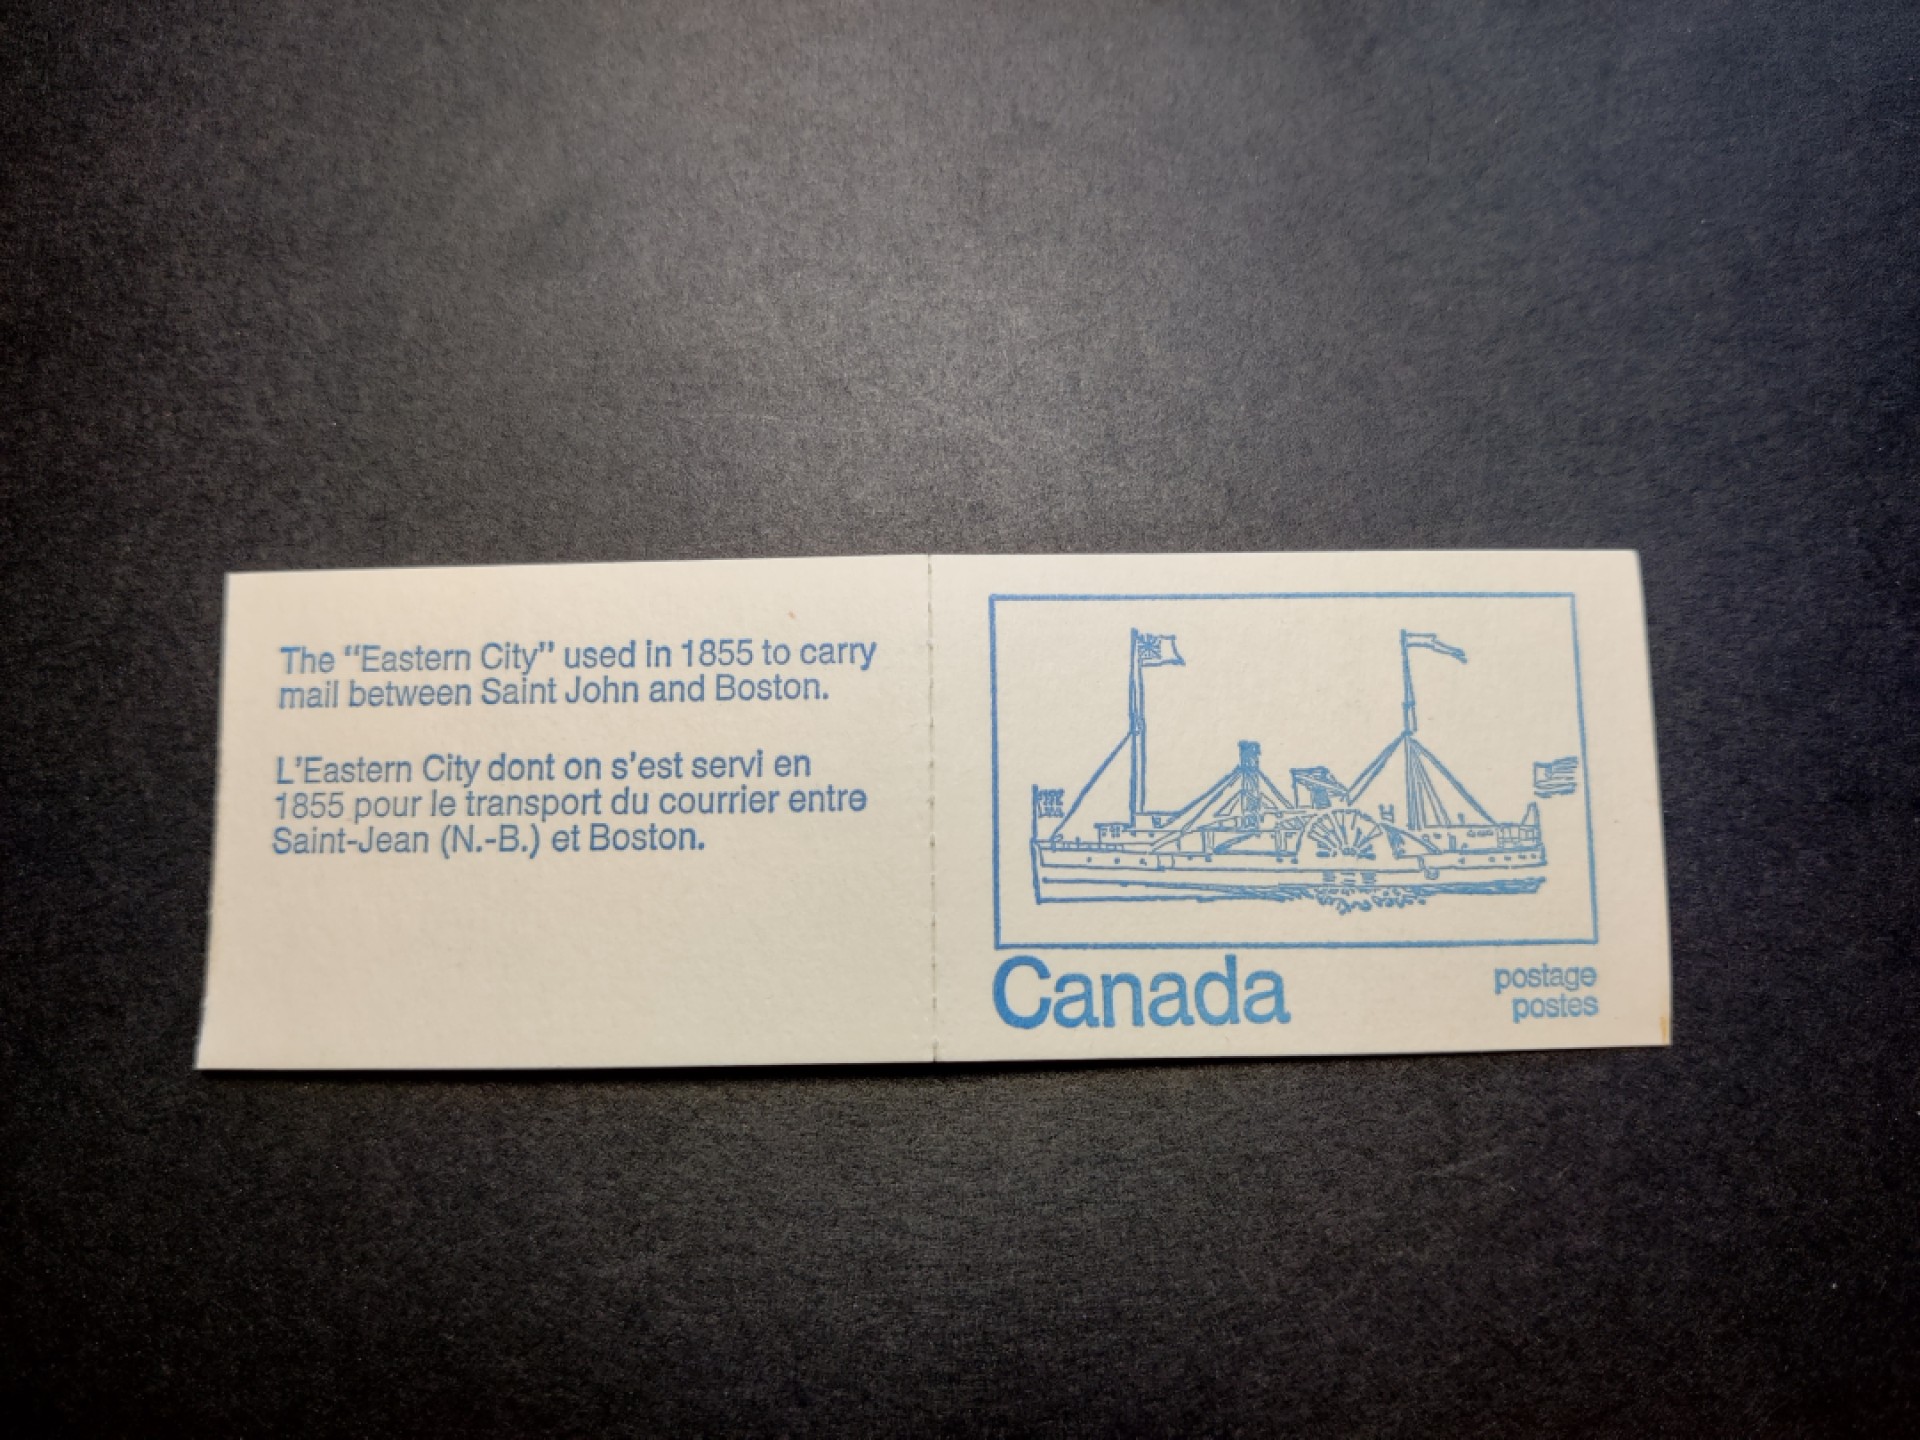 The “Eastern City” used in 1855 to carry
mail between Saint John and Boston.
L’Eastern City dont on s’est servi en
1855 pour le transport du courrier entre
Saint-Jean (N.-B.) et Boston.
Canada
postage
postes